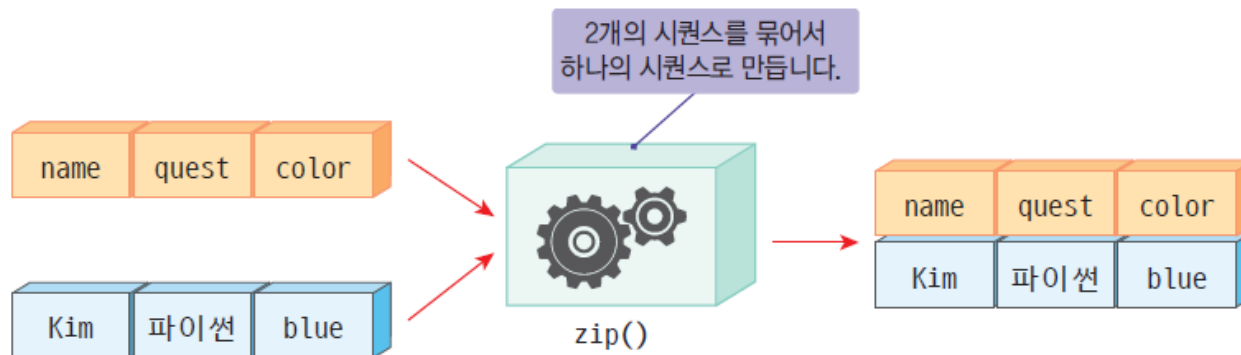 2개의 시퀀스를 묶어서
하나의 시퀀스로 만듭니다.
name quest color
Kim 파이썬 blue
zip()
name quest color
Kim 파이썬 blue